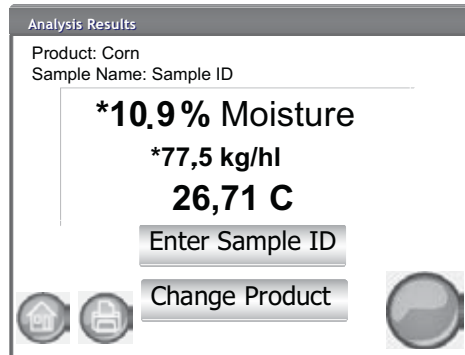 Analysis Results
Product: Corn
Sample Name: Sample ID
*10,9% Moisture
*77,5 kg/hl
26,71 C
Enter Sample ID
Change Product